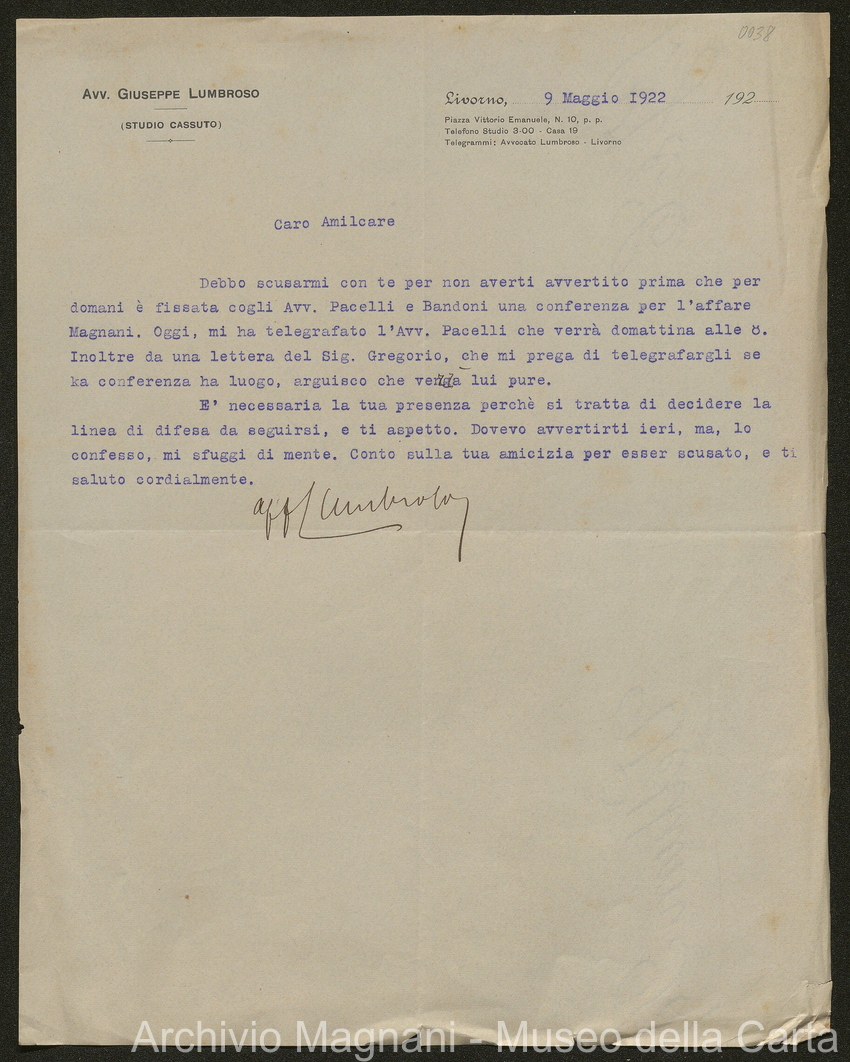 0038
AVV. GIUSEPPE LUMBROSO
(STUDIO CASSUTO)
Livorno, 9 Maggio 1922 192
Piazza Vittorio Emanuele, N. 10, p. p.
Telefono Studio 3-00 - Casa 19
Telegrammi: Avvocato Lumbroso - Livorno
Caro Amilcare
Debbo scusarmi con te per non averti avvertito prima che per
domani è fissata cogli Avv. Pacelli e Bandoni una conferenza per l'affare
Magnani. Oggi, mi ha telegrafato l'Avv. Pacelli che verrà domattina alle 8.
Inoltre da una lettera del Sig. Gregorio, che mi prega di telegrafargli se
ka conferenza ha luogo, arguisco che venga lui pure.
E' necessaria la tua presenza perchè si tratta di decidere la
linea di difesa da seguirsi, e ti aspetto. Dovevo avvertirti ieri, ma, lo
confesso, mi sfuggi di mente. Conto sulla tua amicizia per esser scusato, e ti
saluto cordialmente.
aff Lumbroso
Archivio Magnani - Museo della Carta